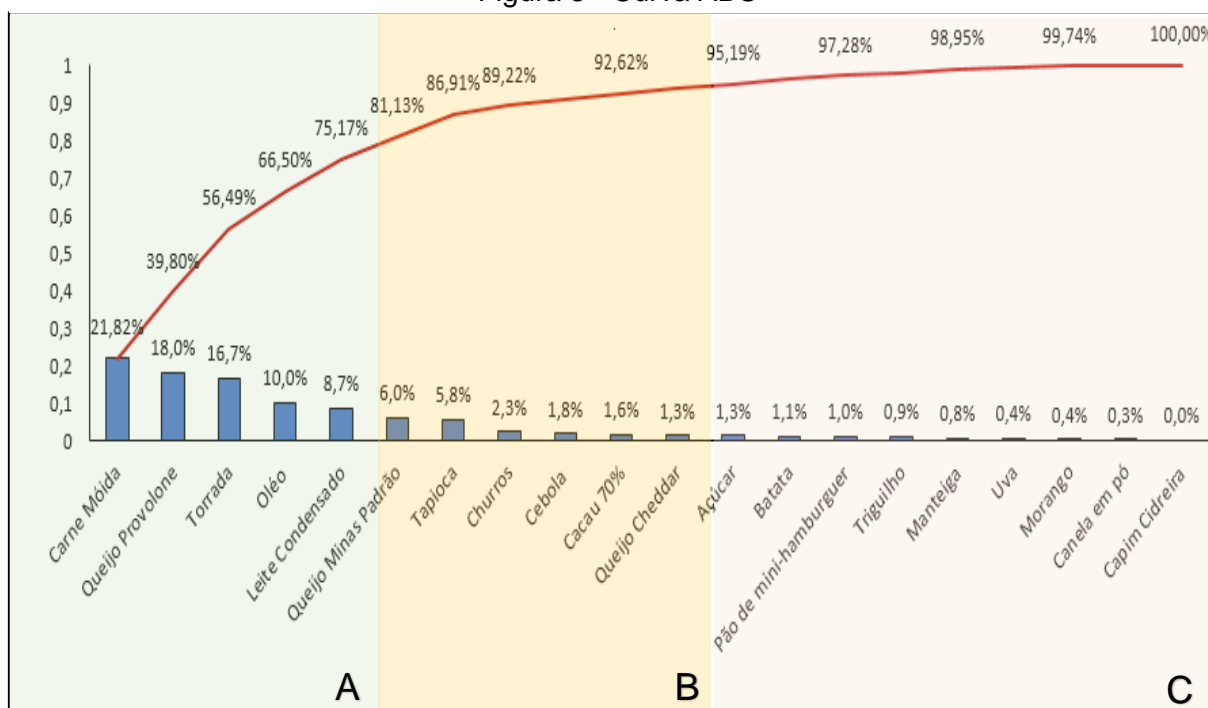 Figura 3 - Curva ABC
100,00%
99,74%
98,95%
97,28%
95,19%
92,62%
89,22%
86,91%
81,13%
75,17%
66,50%
56,49%
39,80%
21,82%
1
0,9
0,8
0,7
0,6
0,5
0,4
0,3
0,2
0,1
0
18,0%
16,7%
10,0%
8,7%
6,0%
5,8%
2,3%
1,8%
1,6%
1,3%
1,3%
1,1%
1,0%
0,9%
0,8%
0,4%
0,4%
0,3%
0,0%
Carne Móida
Queijo Provolone
Torrada
Oléo
Leite Condensado
Queijo Minas Padrão
Tapioca
Churros
Cebola
Cacau 70%
Queijo Cheddar
Açúcar
Batata
Pão de mini-hamburguer
Triguilho
Manteiga
Uva
Morango
Canela em pó
Capim Cidreira
A
B
C